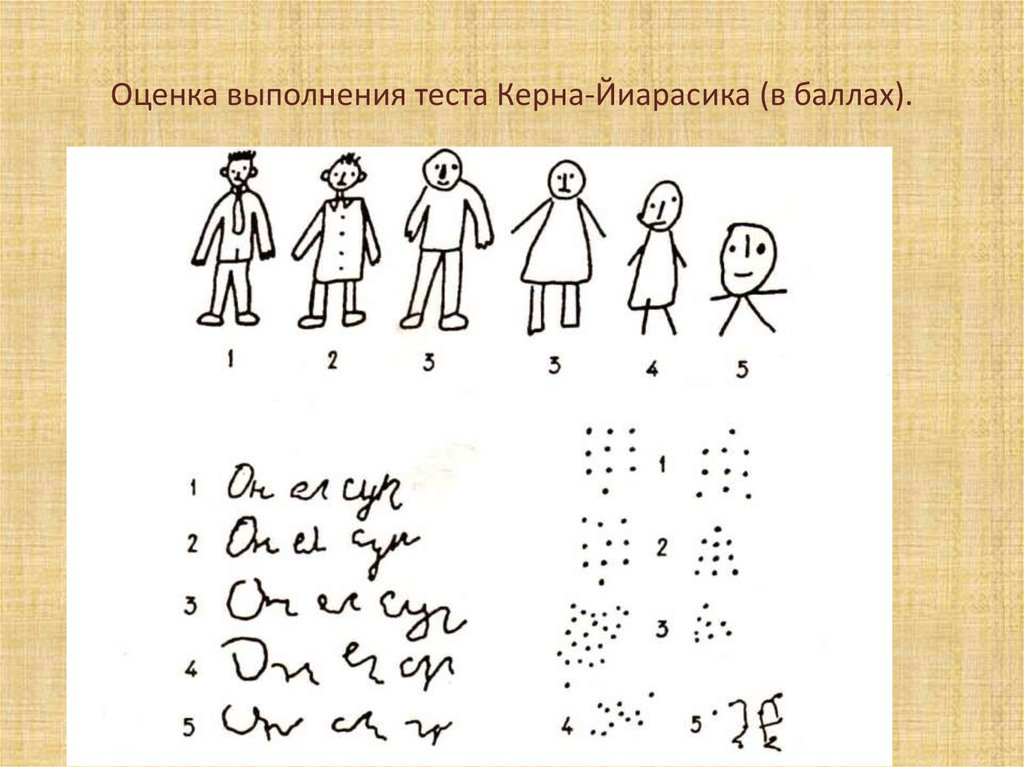 Оценка выполнения теста Керна-Йиарасика (в баллах).
1 2 3 3 4 5
1 Он ел суп
2 Он ел суп
3 Он ел суп
4
5
1
2
3
4 5